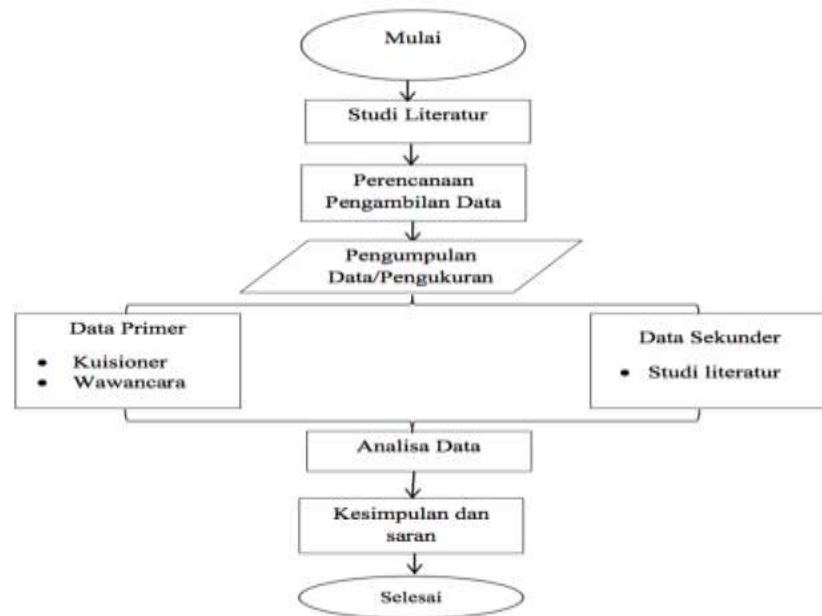 Mulai
Studi Literatur
Perencanaan
Pengambilan Data
Pengumpulan
Data/Pengukuran
Data Primer
• Kuisioner
• Wawancara
Data Sekunder
• Studi literatur
Analisa Data
Kesimpulan dan
saran
Selesai